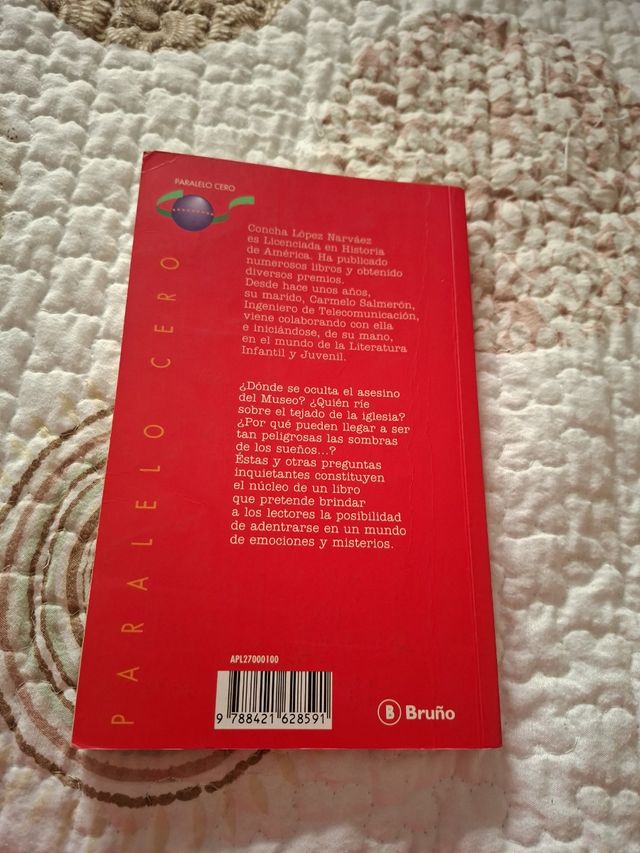 PARALELO CERO
PARALELO CERO
Concha López Narváez
es Licenciada en Historia
de América. Ha publicado
numerosos libros y obtenido
diversos premios.
Desde hace unos años,
su marido, Carmelo Salmerón,
Ingeniero de Telecomunicación,
viene colaborando con ella
e iniciándose, de su mano,
en el mundo de la Literatura
Infantil y Juvenil.
¿Dónde se oculta el asesino
del Museo? ¿Quién ríe
sobre el tejado de la iglesia?
¿Por qué pueden llegar a ser
tan peligrosas las sombras
de los sueños...?
Éstas y otras preguntas
inquietantes constituyen
el núcleo de un libro
que pretende brindar
a los lectores la posibilidad
de adentrarse en un mundo
de emociones y misterios.
APL27000100
9 788421 628591
B Bruño